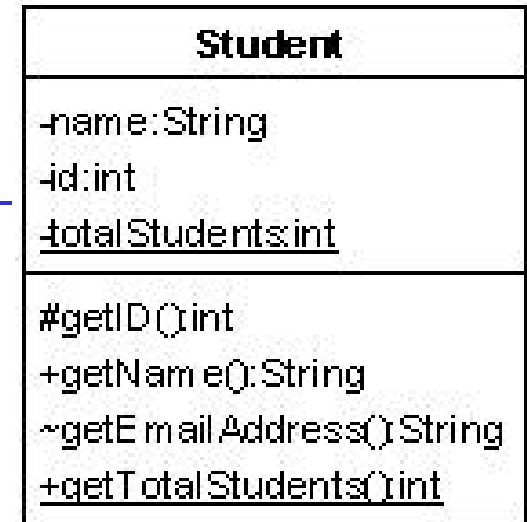 Student
-name:String
-id:int
-totalStudents:int
#getID():int
+getName():String
~getEmailAddress():String
+getTotalStudents():int